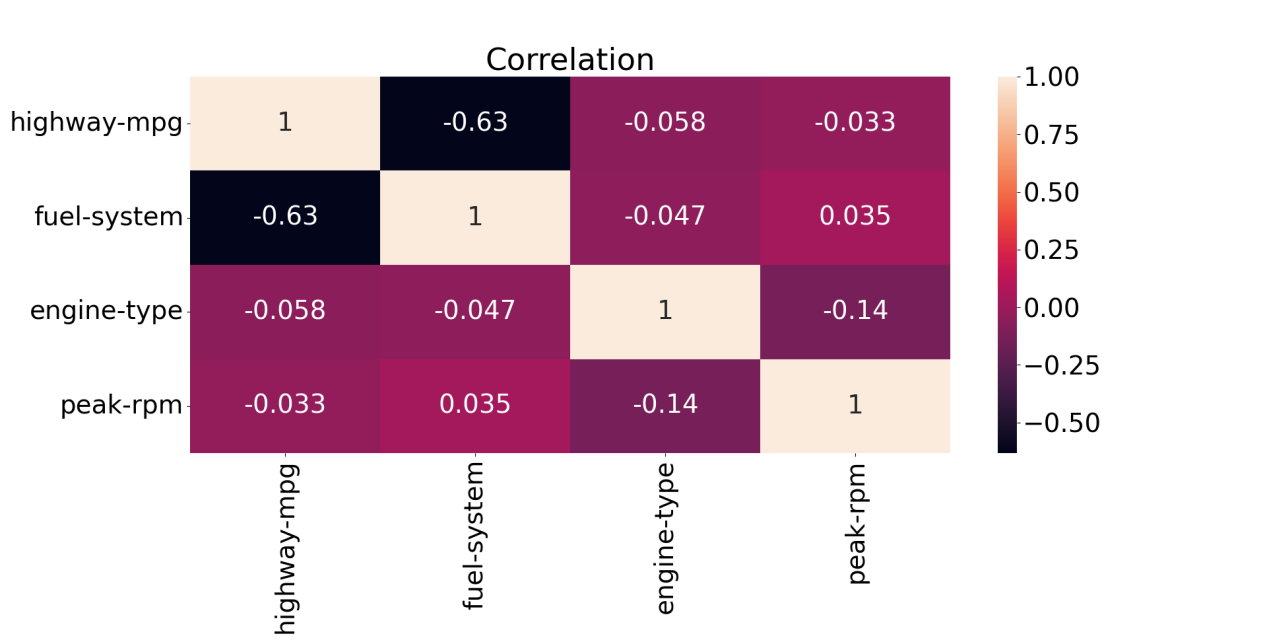 Correlation
highway-mpg 1 -0.63 -0.058 -0.033
fuel-system -0.63 1 -0.047 0.035
engine-type -0.058 -0.047 1 -0.14
peak-rpm -0.033 0.035 -0.14 1
highway-mpg fuel-system engine-type peak-rpm
1.00
0.75
0.50
0.25
0.00
−0.25
−0.50